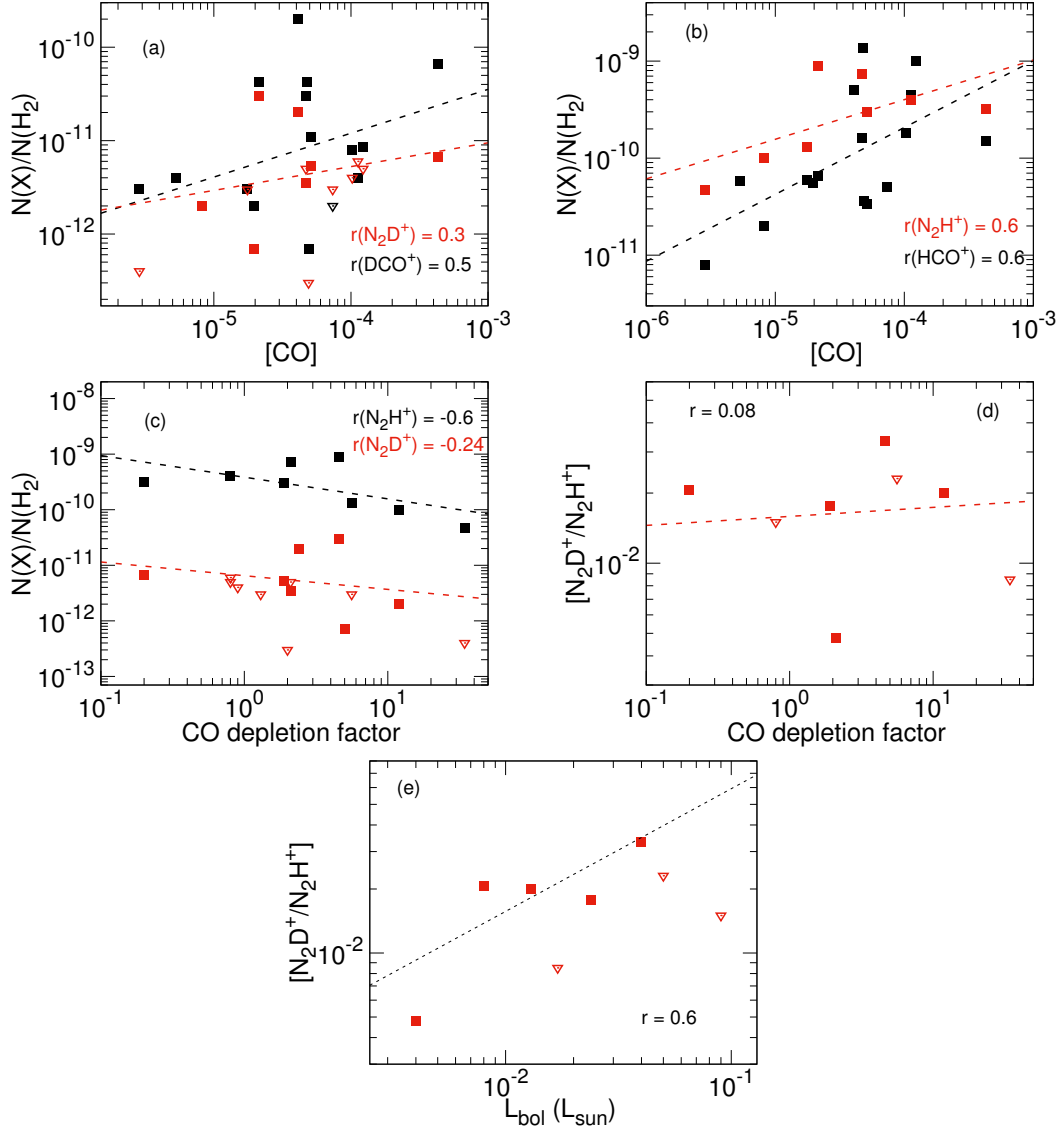 (a)
10⁻¹⁰
10⁻¹¹
10⁻¹²
N(X)/N(H₂)
r(N₂D⁺) = 0.3
r(DCO⁺) = 0.5
10⁻⁵ 10⁻⁴ 10⁻³
[CO]
(b)
10⁻⁹
10⁻¹⁰
10⁻¹¹
N(X)/N(H₂)
r(N₂H⁺) = 0.6
r(HCO⁺) = 0.6
10⁻⁶ 10⁻⁵ 10⁻⁴ 10⁻³
[CO]
(c)
r(N₂H⁺) = -0.6
r(N₂D⁺) = -0.24
10⁻⁸
10⁻⁹
10⁻¹⁰
10⁻¹¹
10⁻¹²
10⁻¹³
N(X)/N(H₂)
10⁻¹ 10⁰ 10¹
CO depletion factor
r = 0.08 (d)
10⁻²
[N₂D⁺/N₂H⁺]
10⁻¹ 10⁰ 10¹
CO depletion factor
(e)
10⁻²
[N₂D⁺/N₂H⁺]
r = 0.6
10⁻² 10⁻¹
L_bol (L_sun)